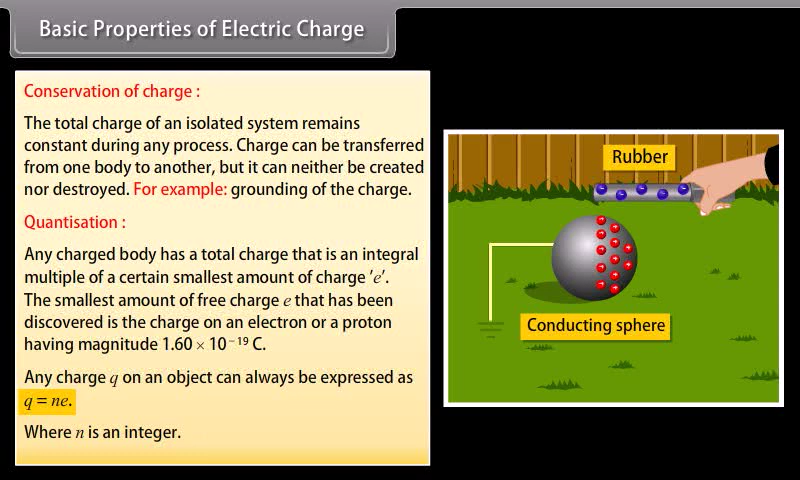 Basic Properties of Electric Charge
Conservation of charge :
The total charge of an isolated system remains
constant during any process. Charge can be transferred
from one body to another, but it can neither be created
nor destroyed. For example: grounding of the charge.
Quantisation :
Any charged body has a total charge that is an integral
multiple of a certain smallest amount of charge 'e'.
The smallest amount of free charge e that has been
discovered is the charge on an electron or a proton
having magnitude 1.60 × 10⁻¹⁹ C.
Any charge q on an object can always be expressed as
q = ne.
Where n is an integer.
Rubber
Conducting sphere